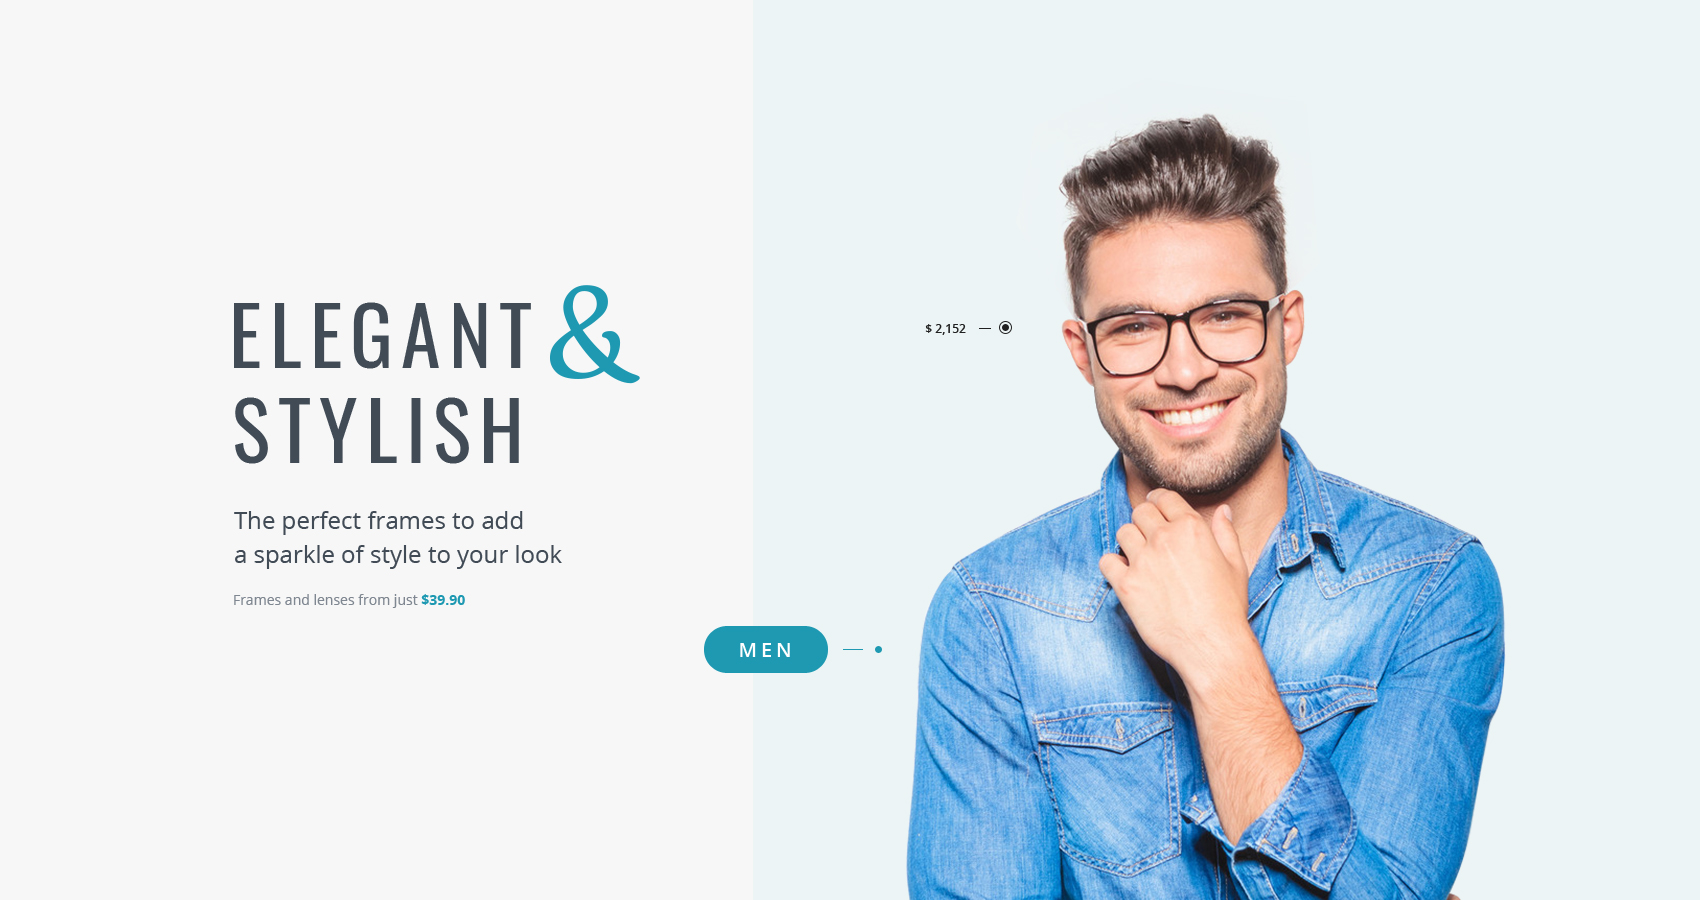 ELEGANT &
STYLISH
The perfect frames to add
a sparkle of style to your look
Frames and lenses from just $39.90
MEN
$ 2,152